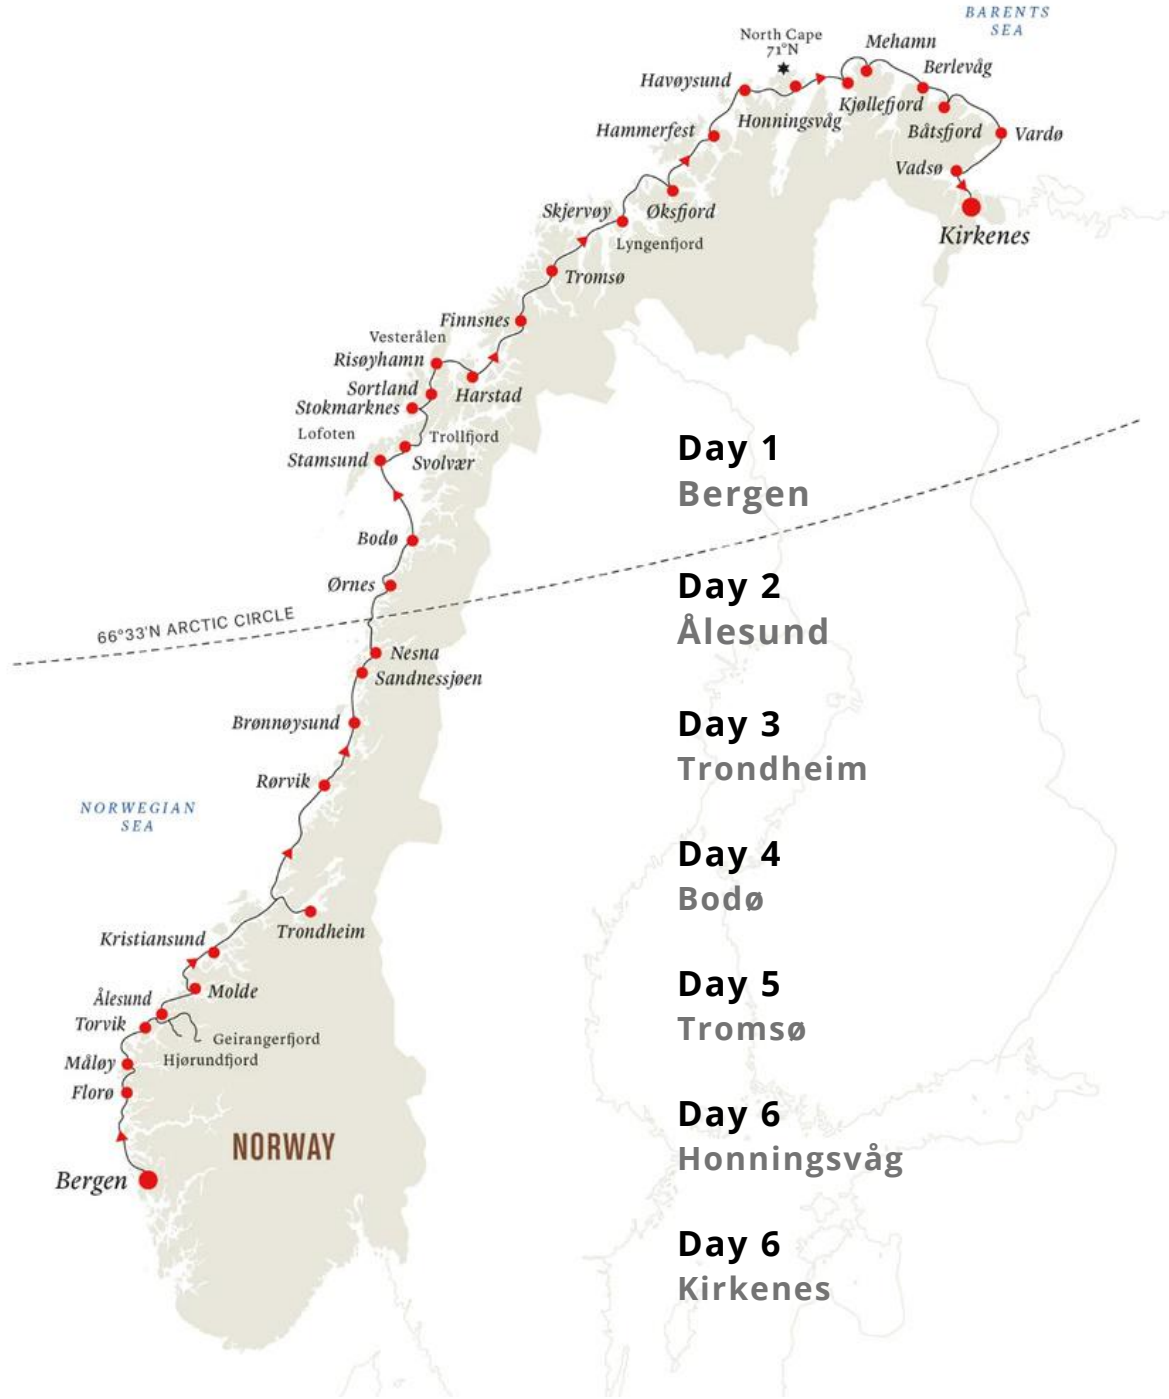 BARENTS
SEA
North Cape
71°N
Mehamn
Berlevåg
Havøysund
Kjøllefjord
Honningsvåg
Hammerfest
Båtsfjord
Vardø
Vadsø
Skjervøy
Øksfjord
Kirkenes
Lyngenfjord
Tromsø
Finnsnes
Vesterålen
Risøyhamn
Sortland
Harstad
Stokmarknes
Lofoten
Trollfjord
Stamsund
Svolvær
Bodø
Ørnes
66°33'N ARCTIC CIRCLE
Nesna
Sandnessjøen
Brønnøysund
Rørvik
NORWEGIAN
SEA
Trondheim
Kristiansund
Molde
Ålesund
Torvik
Geirangerfjord
Hjørundfjord
Måløy
Florø
NORWAY
Bergen
Day 1
Bergen
Day 2
Ålesund
Day 3
Trondheim
Day 4
Bodø
Day 5
Tromsø
Day 6
Honningsvåg
Day 6
Kirkenes